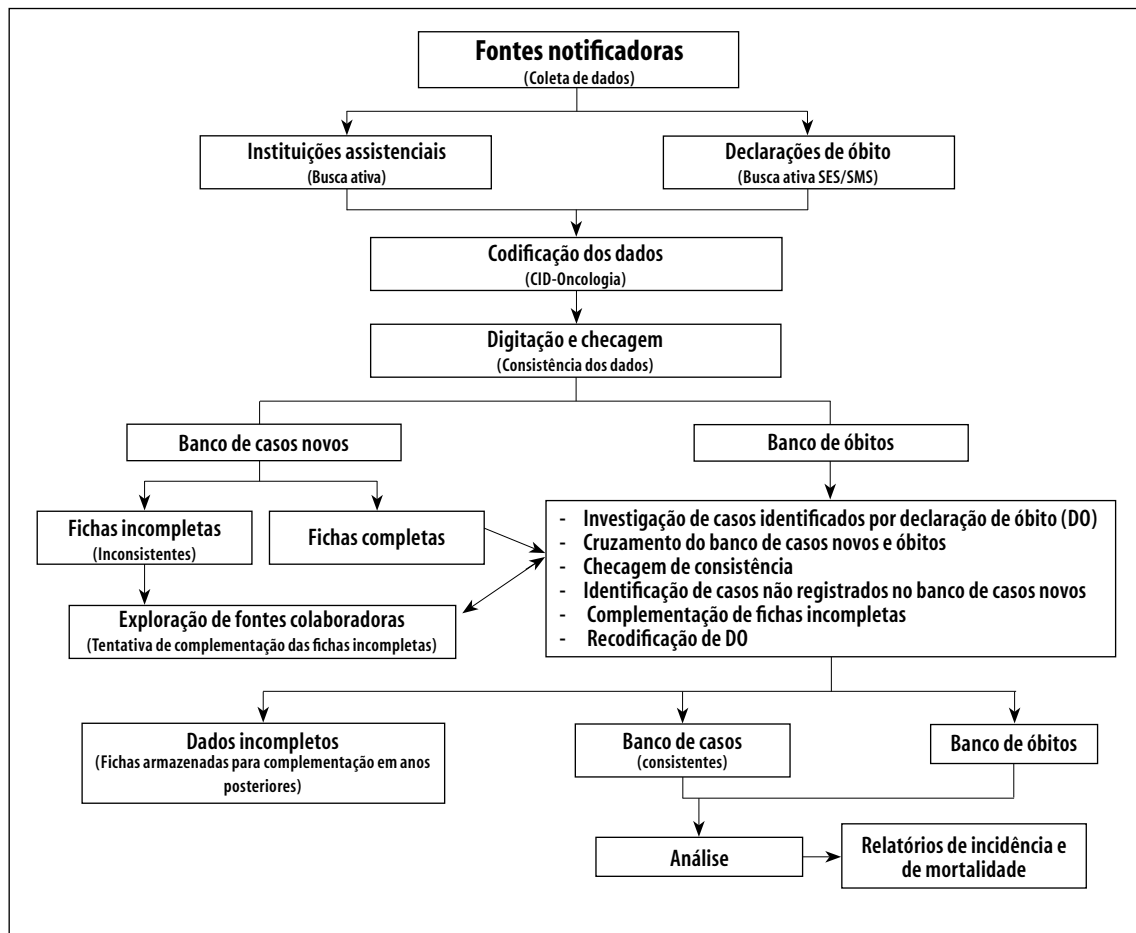 Fontes notificadoras
(Coleta de dados)
Instituições assistenciais
(Busca ativa)
Declarações de óbito
(Busca ativa SES/SMS)
Codificação dos dados
(CID-Oncologia)
Digitação e checagem
(Consistência dos dados)
Banco de casos novos
Banco de óbitos
Fichas incompletas
(Inconsistentes)
Fichas completas
- Investigação de casos identificados por declaração de óbito (DO)
- Cruzamento do banco de casos novos e óbitos
- Checagem de consistência
- Identificação de casos não registrados no banco de casos novos
- Complementação de fichas incompletas
- Recodificação de DO
Exploração de fontes colaboradoras
(Tentativa de complementação das fichas incompletas)
Dados incompletos
(Fichas armazenadas para complementação em anos
posteriores)
Banco de casos
(consistentes)
Banco de óbitos
Análise
Relatórios de incidência e
de mortalidade